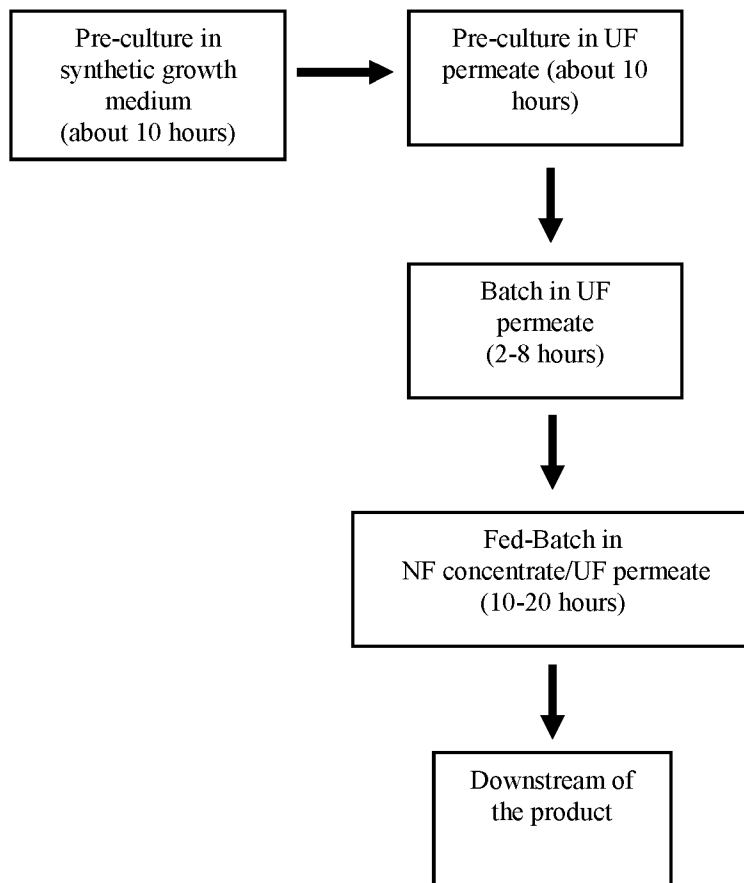 Pre-culture in
synthetic growth
medium
(about 10 hours)
Pre-culture in UF
permeate (about 10
hours)
Batch in UF
permeate
(2-8 hours)
Fed-Batch in
NF concentrate/UF permeate
(10-20 hours)
Downstream of
the product